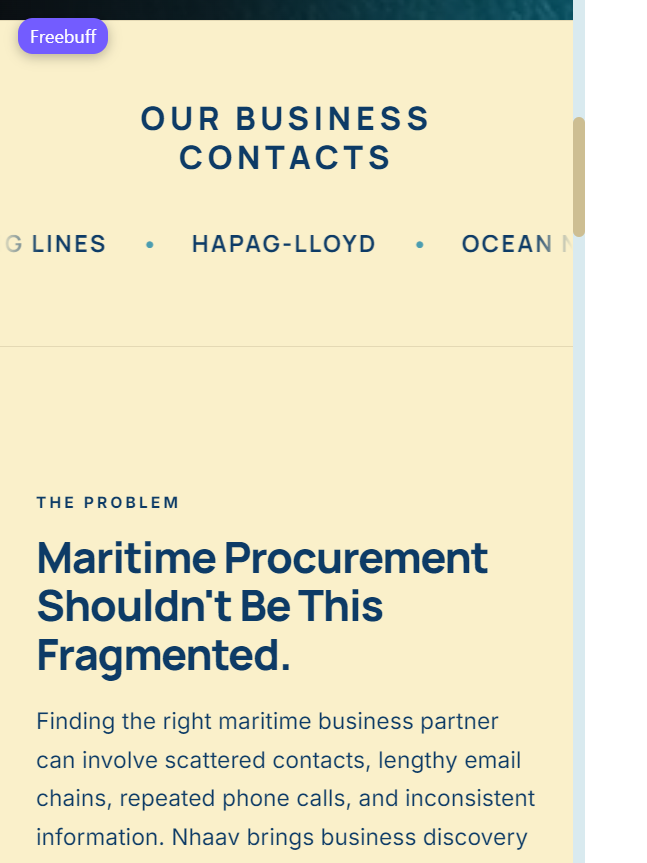 Freebuff
OUR BUSINESS
CONTACTS
G LINES • HAPAG-LLOYD • OCEAN N
THE PROBLEM
Maritime Procurement
Shouldn't Be This
Fragmented.
Finding the right maritime business partner
can involve scattered contacts, lengthy email
chains, repeated phone calls, and inconsistent
information. Nhaav brings business discovery